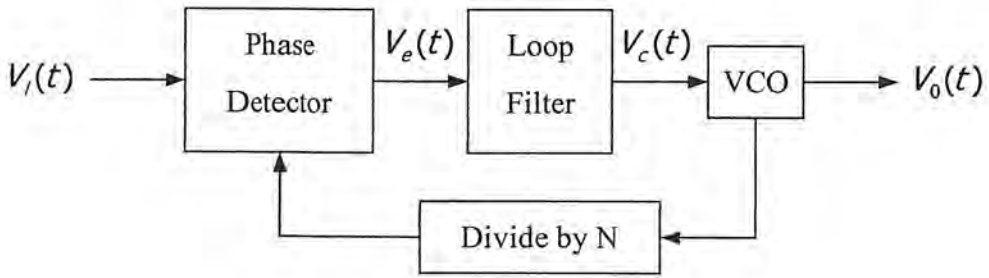 Phase
Detector
Loop
Filter
VCO
Divide by N
V_i(t)
V_e(t)
V_c(t)
V_0(t)